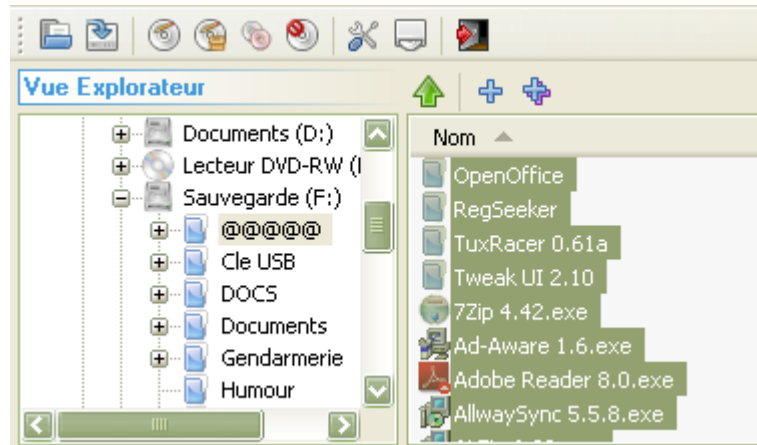 Vue Explorateur
Documents (D:)
Lecteur DVD-RW (
Sauvegarde (F:)
@@@@@
Cle USB
DOCS
Documents
Gendarmerie
Humour
Nom
OpenOffice
RegSeeker
TuxRacer 0.61a
Tweak UI 2.10
7Zip 4.42.exe
Ad-Aware 1.6.exe
Adobe Reader 8.0.exe
AllwaySync 5.5.8.exe